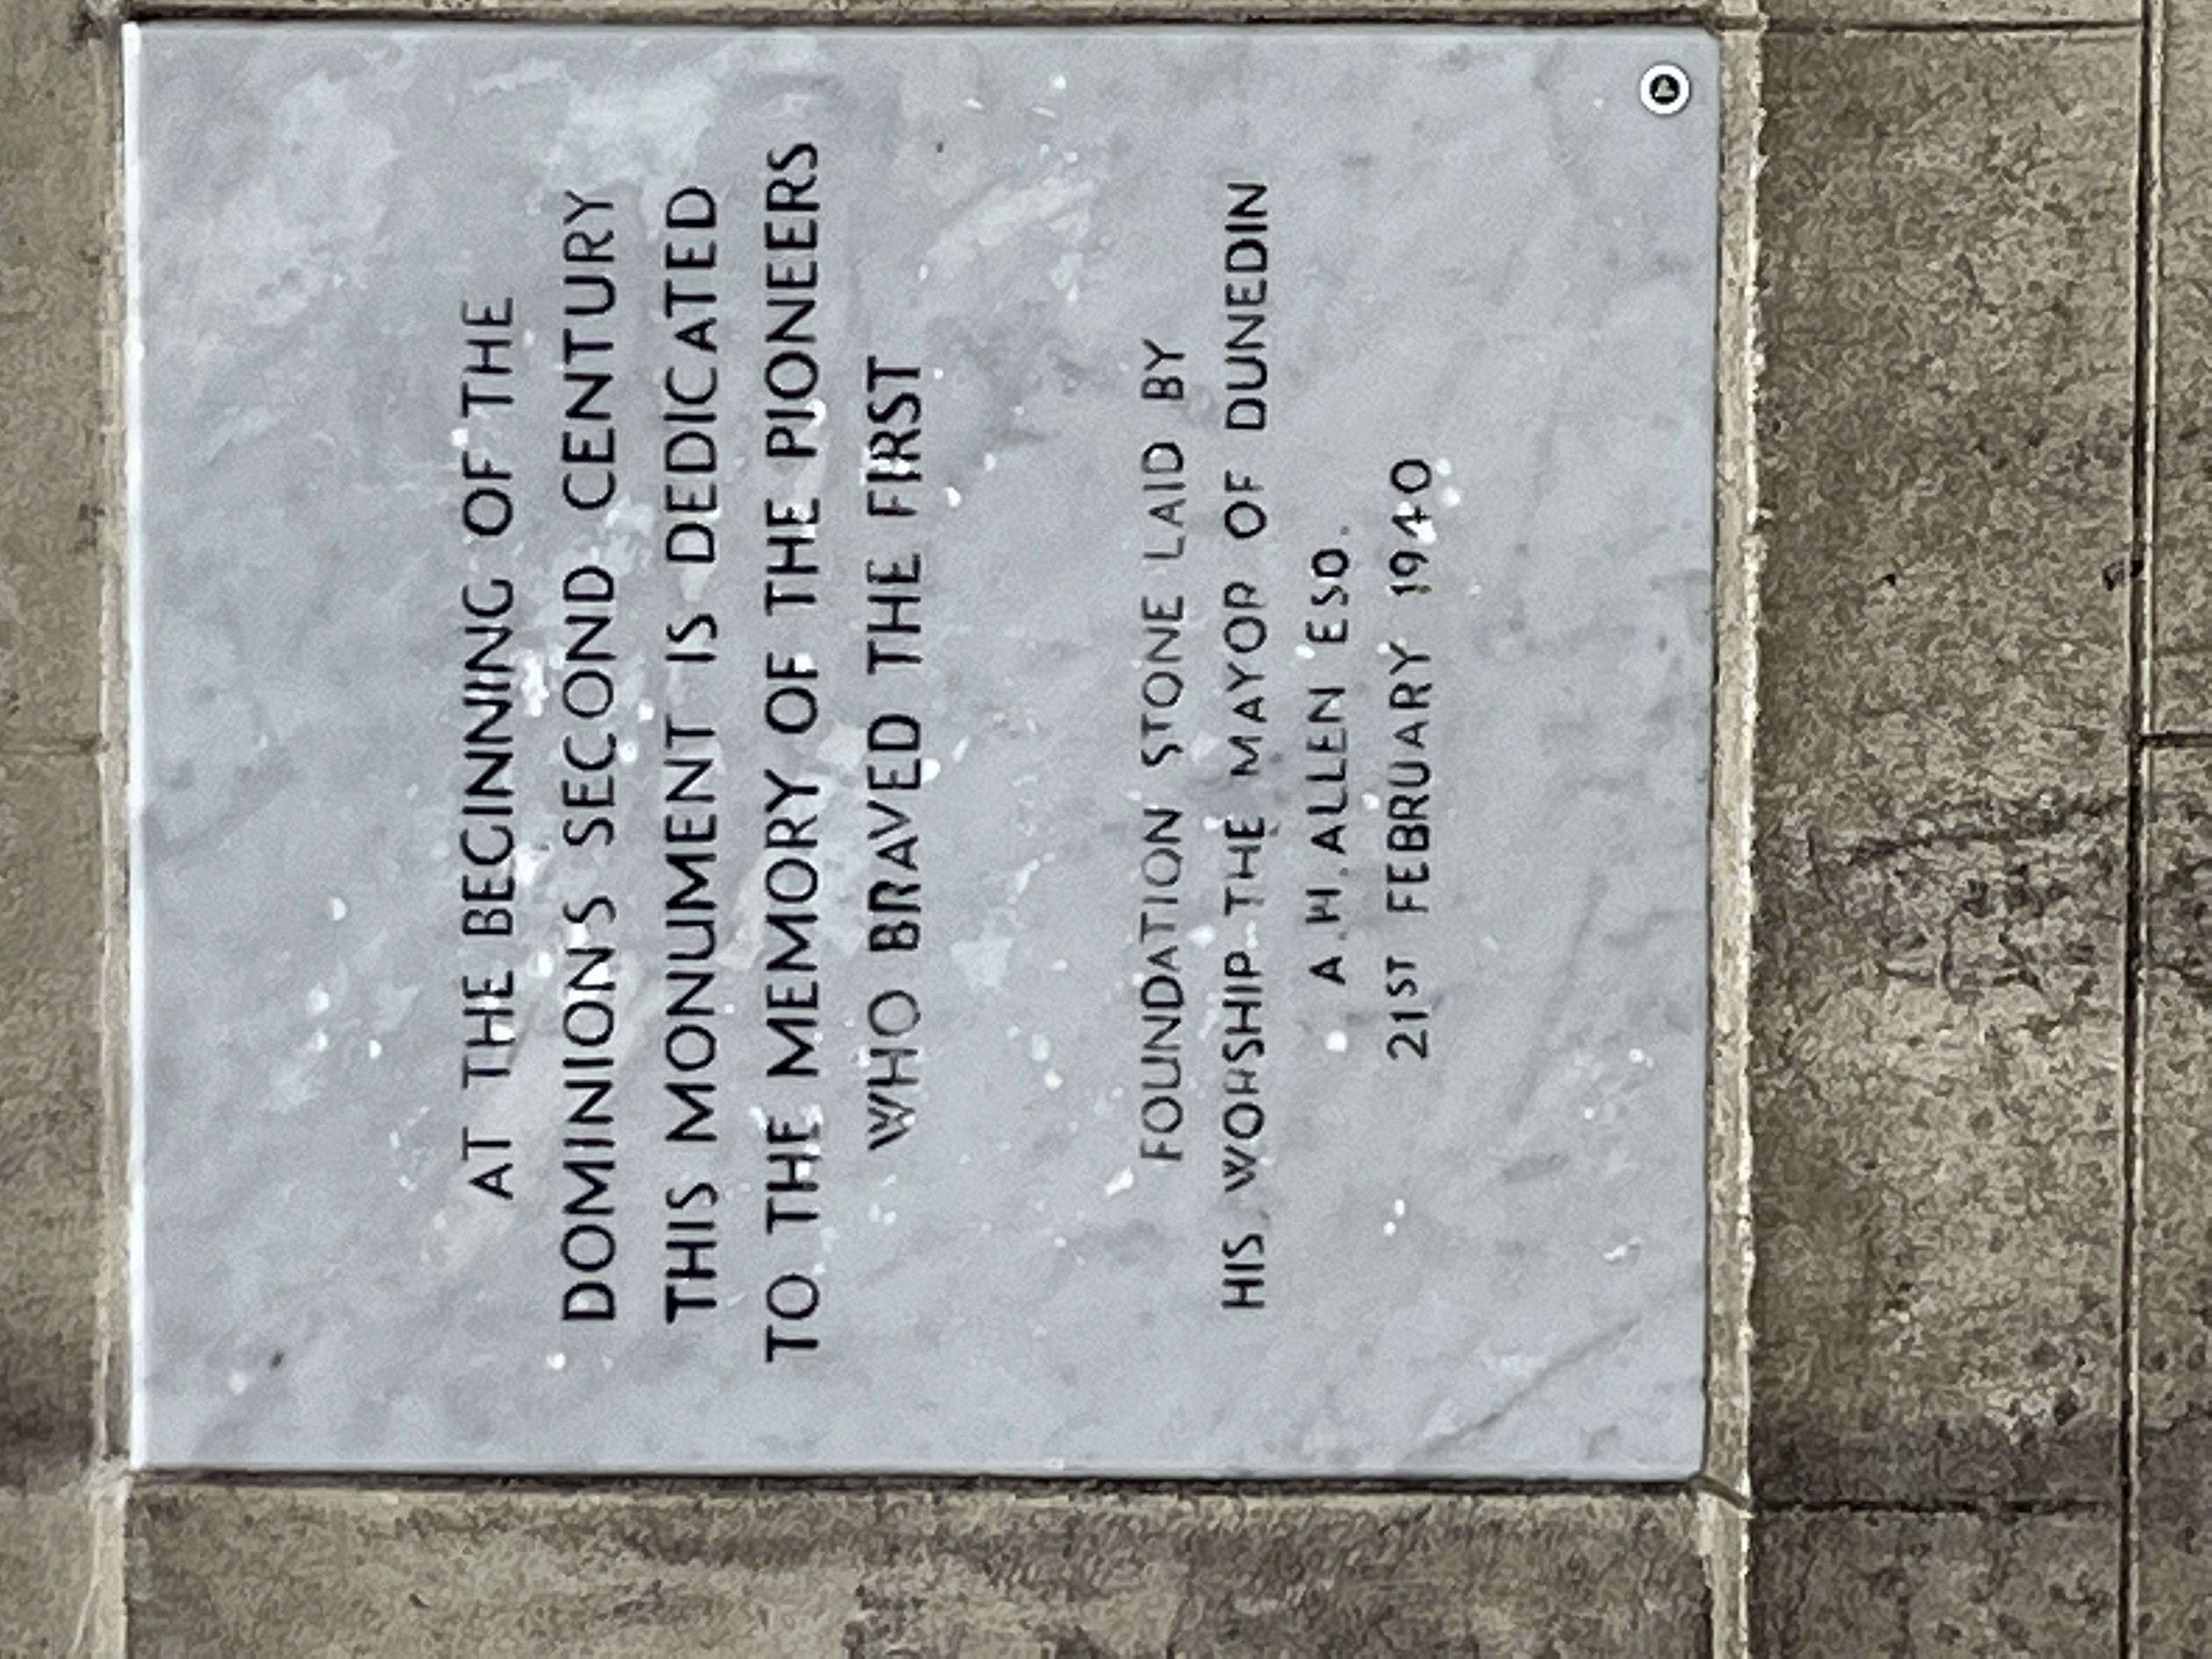 AT THE BEGINNING OF THE
DOMINIONS SECOND CENTURY
THIS MONUMENT IS DEDICATED
TO THE MEMORY OF THE PIONEERS
WHO BRAVED THE FIRST
FOUNDATION STONE LAID BY
HIS WORSHIP THE MAYOR OF DUNEDIN
A.H. ALLEN ESQ.
21ST FEBRUARY 1940